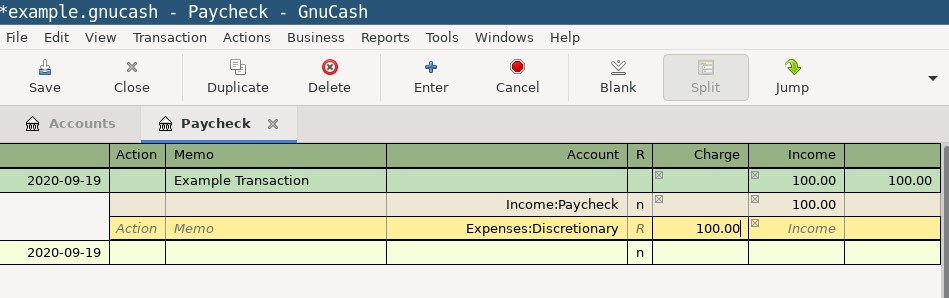 *example.gnucash - Paycheck - GnuCash
File Edit View Transaction Actions Business Reports Tools Windows Help
Save Close Duplicate Delete Enter Cancel Blank Split Jump
Accounts Paycheck
Action Memo Account R Charge Income
2020-09-19 Example Transaction 100.00 100.00
Income:Paycheck n 100.00
Action Memo Expenses:Discretionary R 100.00 Income
2020-09-19 n